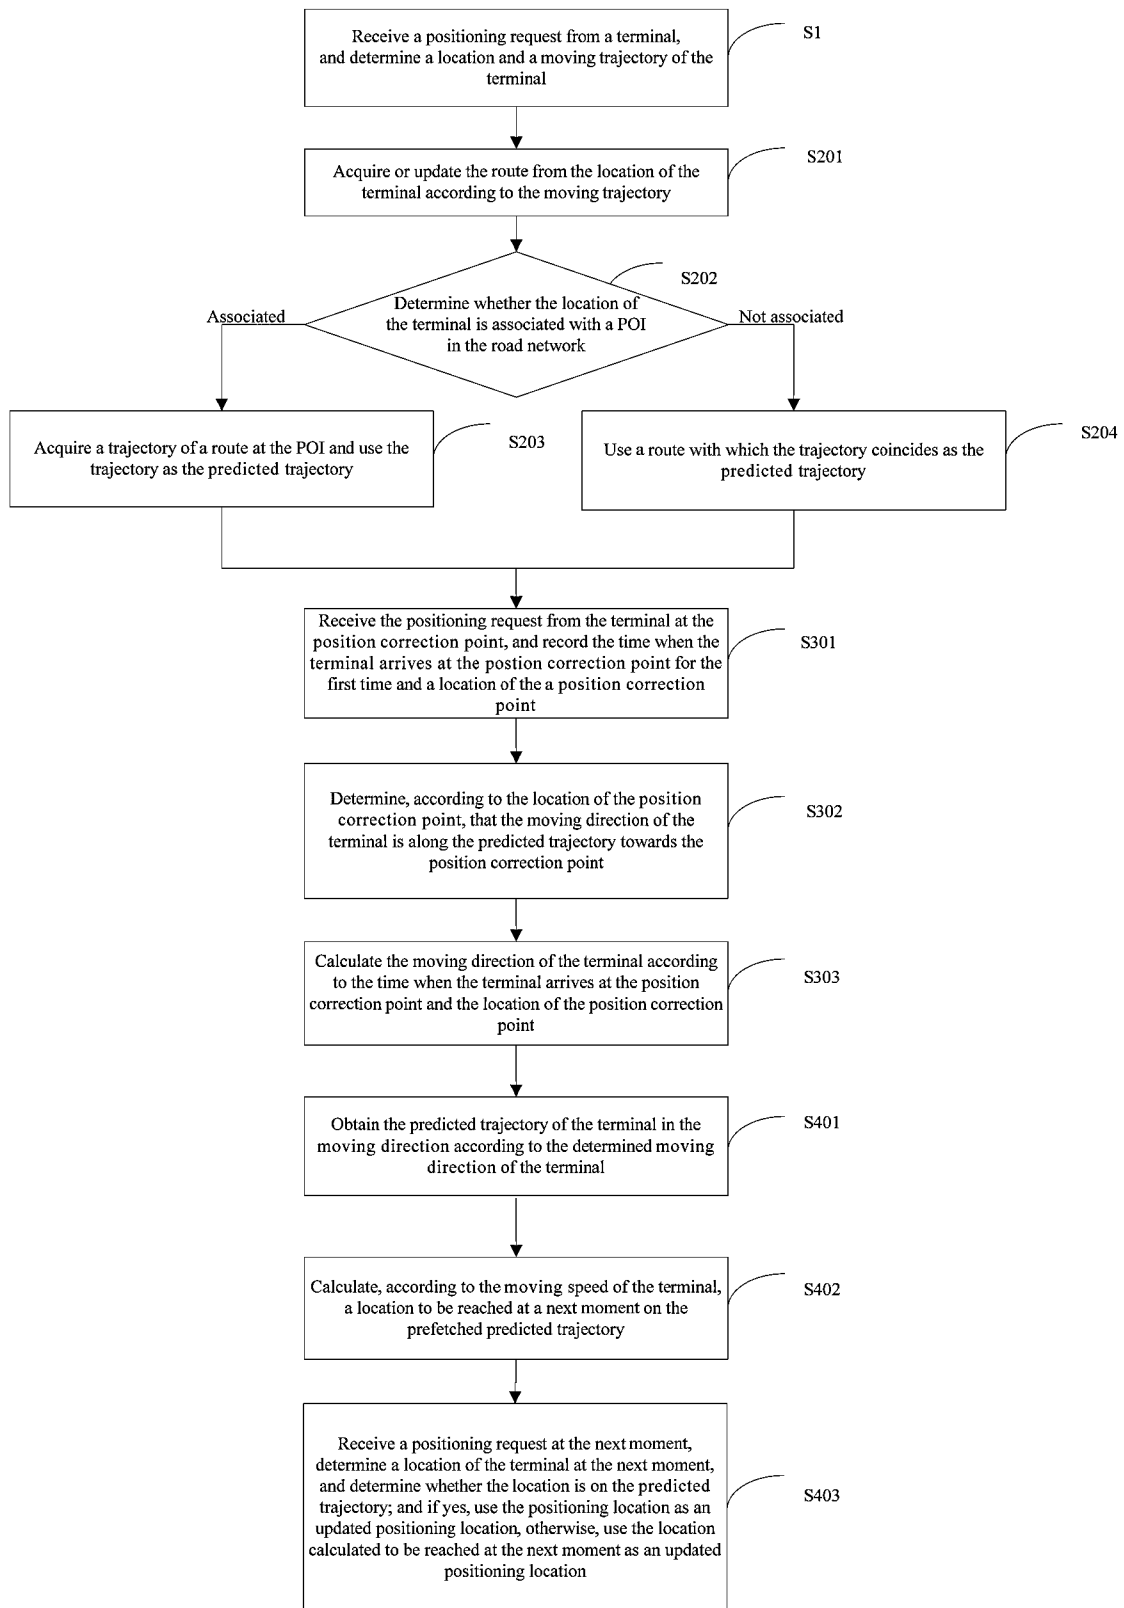 Receive a positioning request from a terminal,
and determine a location and a moving trajectory of the
terminal
S1
Acquire or update the route from the location of the
terminal according to the moving trajectory
S201
Determine whether the location of
the terminal is associated with a POI
in the road network
S202
Associated
Not associated
Acquire a trajectory of a route at the POI and use the
trajectory as the predicted trajectory
S203
Use a route with which the trajectory coincides as the
predicted trajectory
S204
Receive the positioning request from the terminal at the
position correction point, and record the time when the
terminal arrives at the postion correction point for the
first time and a location of the a position correction
point
S301
Determine, according to the location of the position
correction point, that the moving direction of the
terminal is along the predicted trajectory towards the
position correction point
S302
Calculate the moving direction of the terminal according
to the time when the terminal arrives at the position
correction point and the location of the position correction
point
S303
Obtain the predicted trajectory of the terminal in the
moving direction according to the determined moving
direction of the terminal
S401
Calculate, according to the moving speed of the terminal,
a location to be reached at a next moment on the
prefetched predicted trajectory
S402
Receive a positioning request at the next moment,
determine a location of the terminal at the next moment,
and determine whether the location is on the predicted
trajectory; and if yes, use the positioning location as an
updated positioning location, otherwise, use the location
calculated to be reached at the next moment as an updated
positioning location
S403